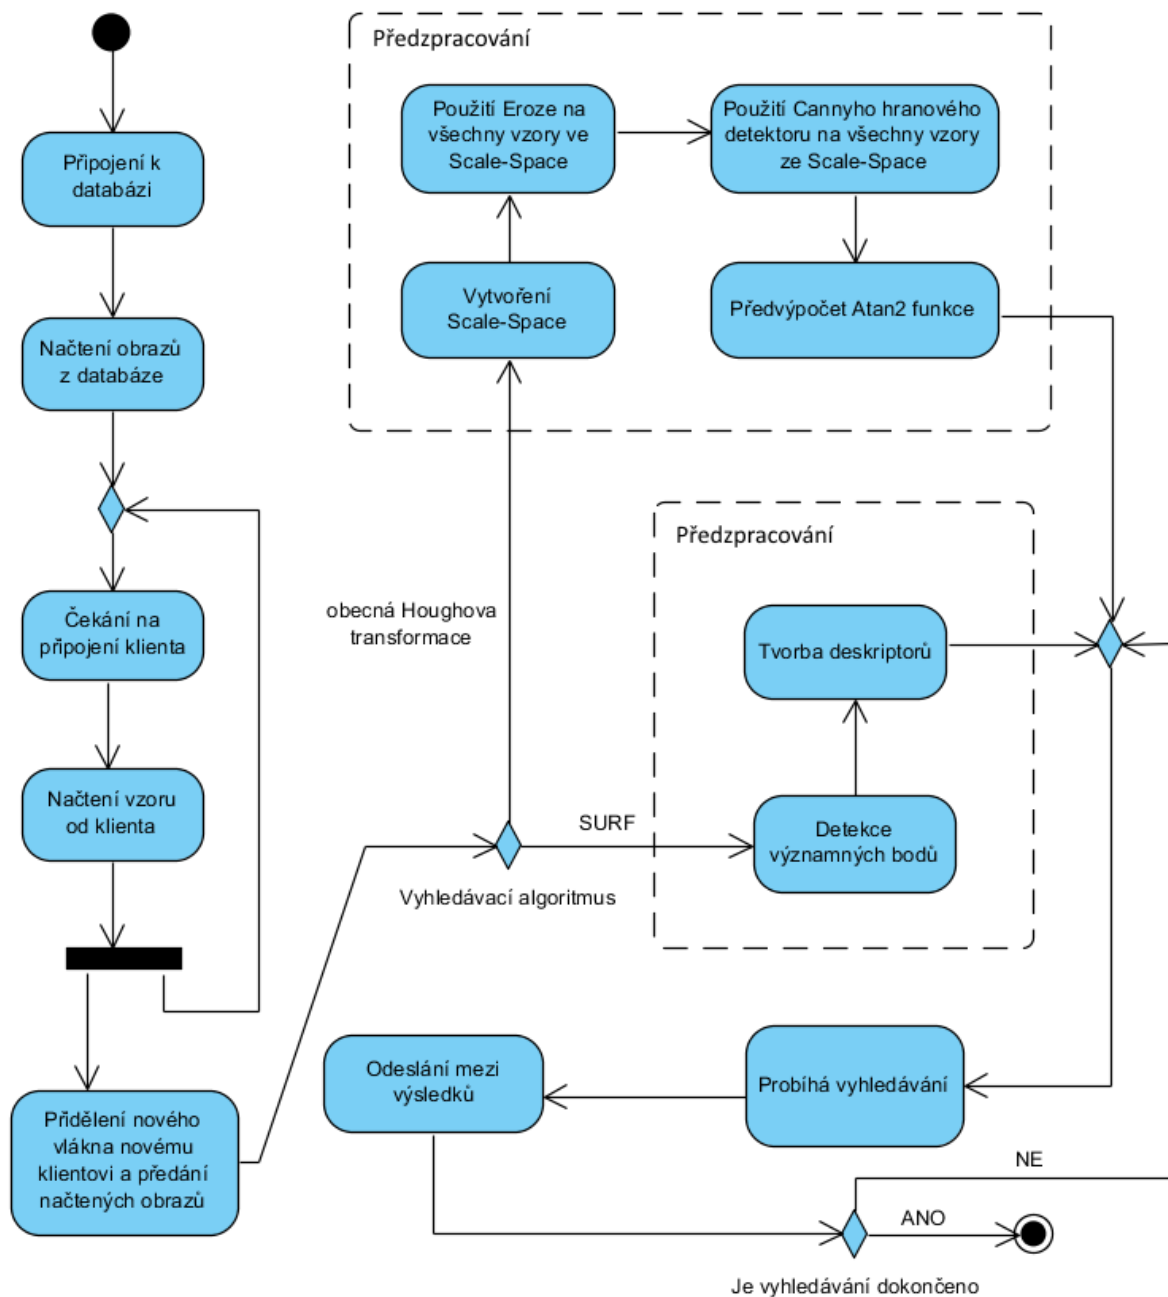 Předzpracování
Připojení k
databázi
Načtení obrazů
z databáze
Čekání na
připojení klienta
Načtení vzoru
od klienta
Přidělení nového
vlákna novému
klientovi a předání
načtených obrazů
Vyhledávací algoritmus
obecná Houghova
transformace
Vytvoření
Scale-Space
Použití Eroze na
všechny vzory ve
Scale-Space
Použití Cannyho hranového
detektoru na všechny vzory
ze Scale-Space
Předvýpočet Atan2 funkce
SURF
Předzpracování
Detekce
významných bodů
Tvorba deskriptorů
Probíhá vyhledávání
Odeslání mezi
výsledků
Je vyhledávání dokončeno
NE
ANO